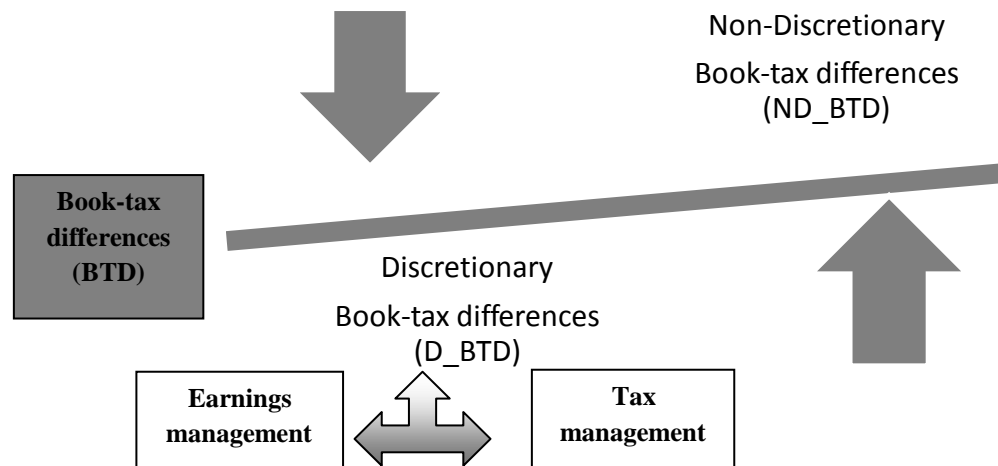 Non-Discretionary
Book-tax differences
(ND_BTD)
Book-tax
differences
(BTD)
Discretionary
Book-tax differences
(D_BTD)
Earnings
management
Tax
management